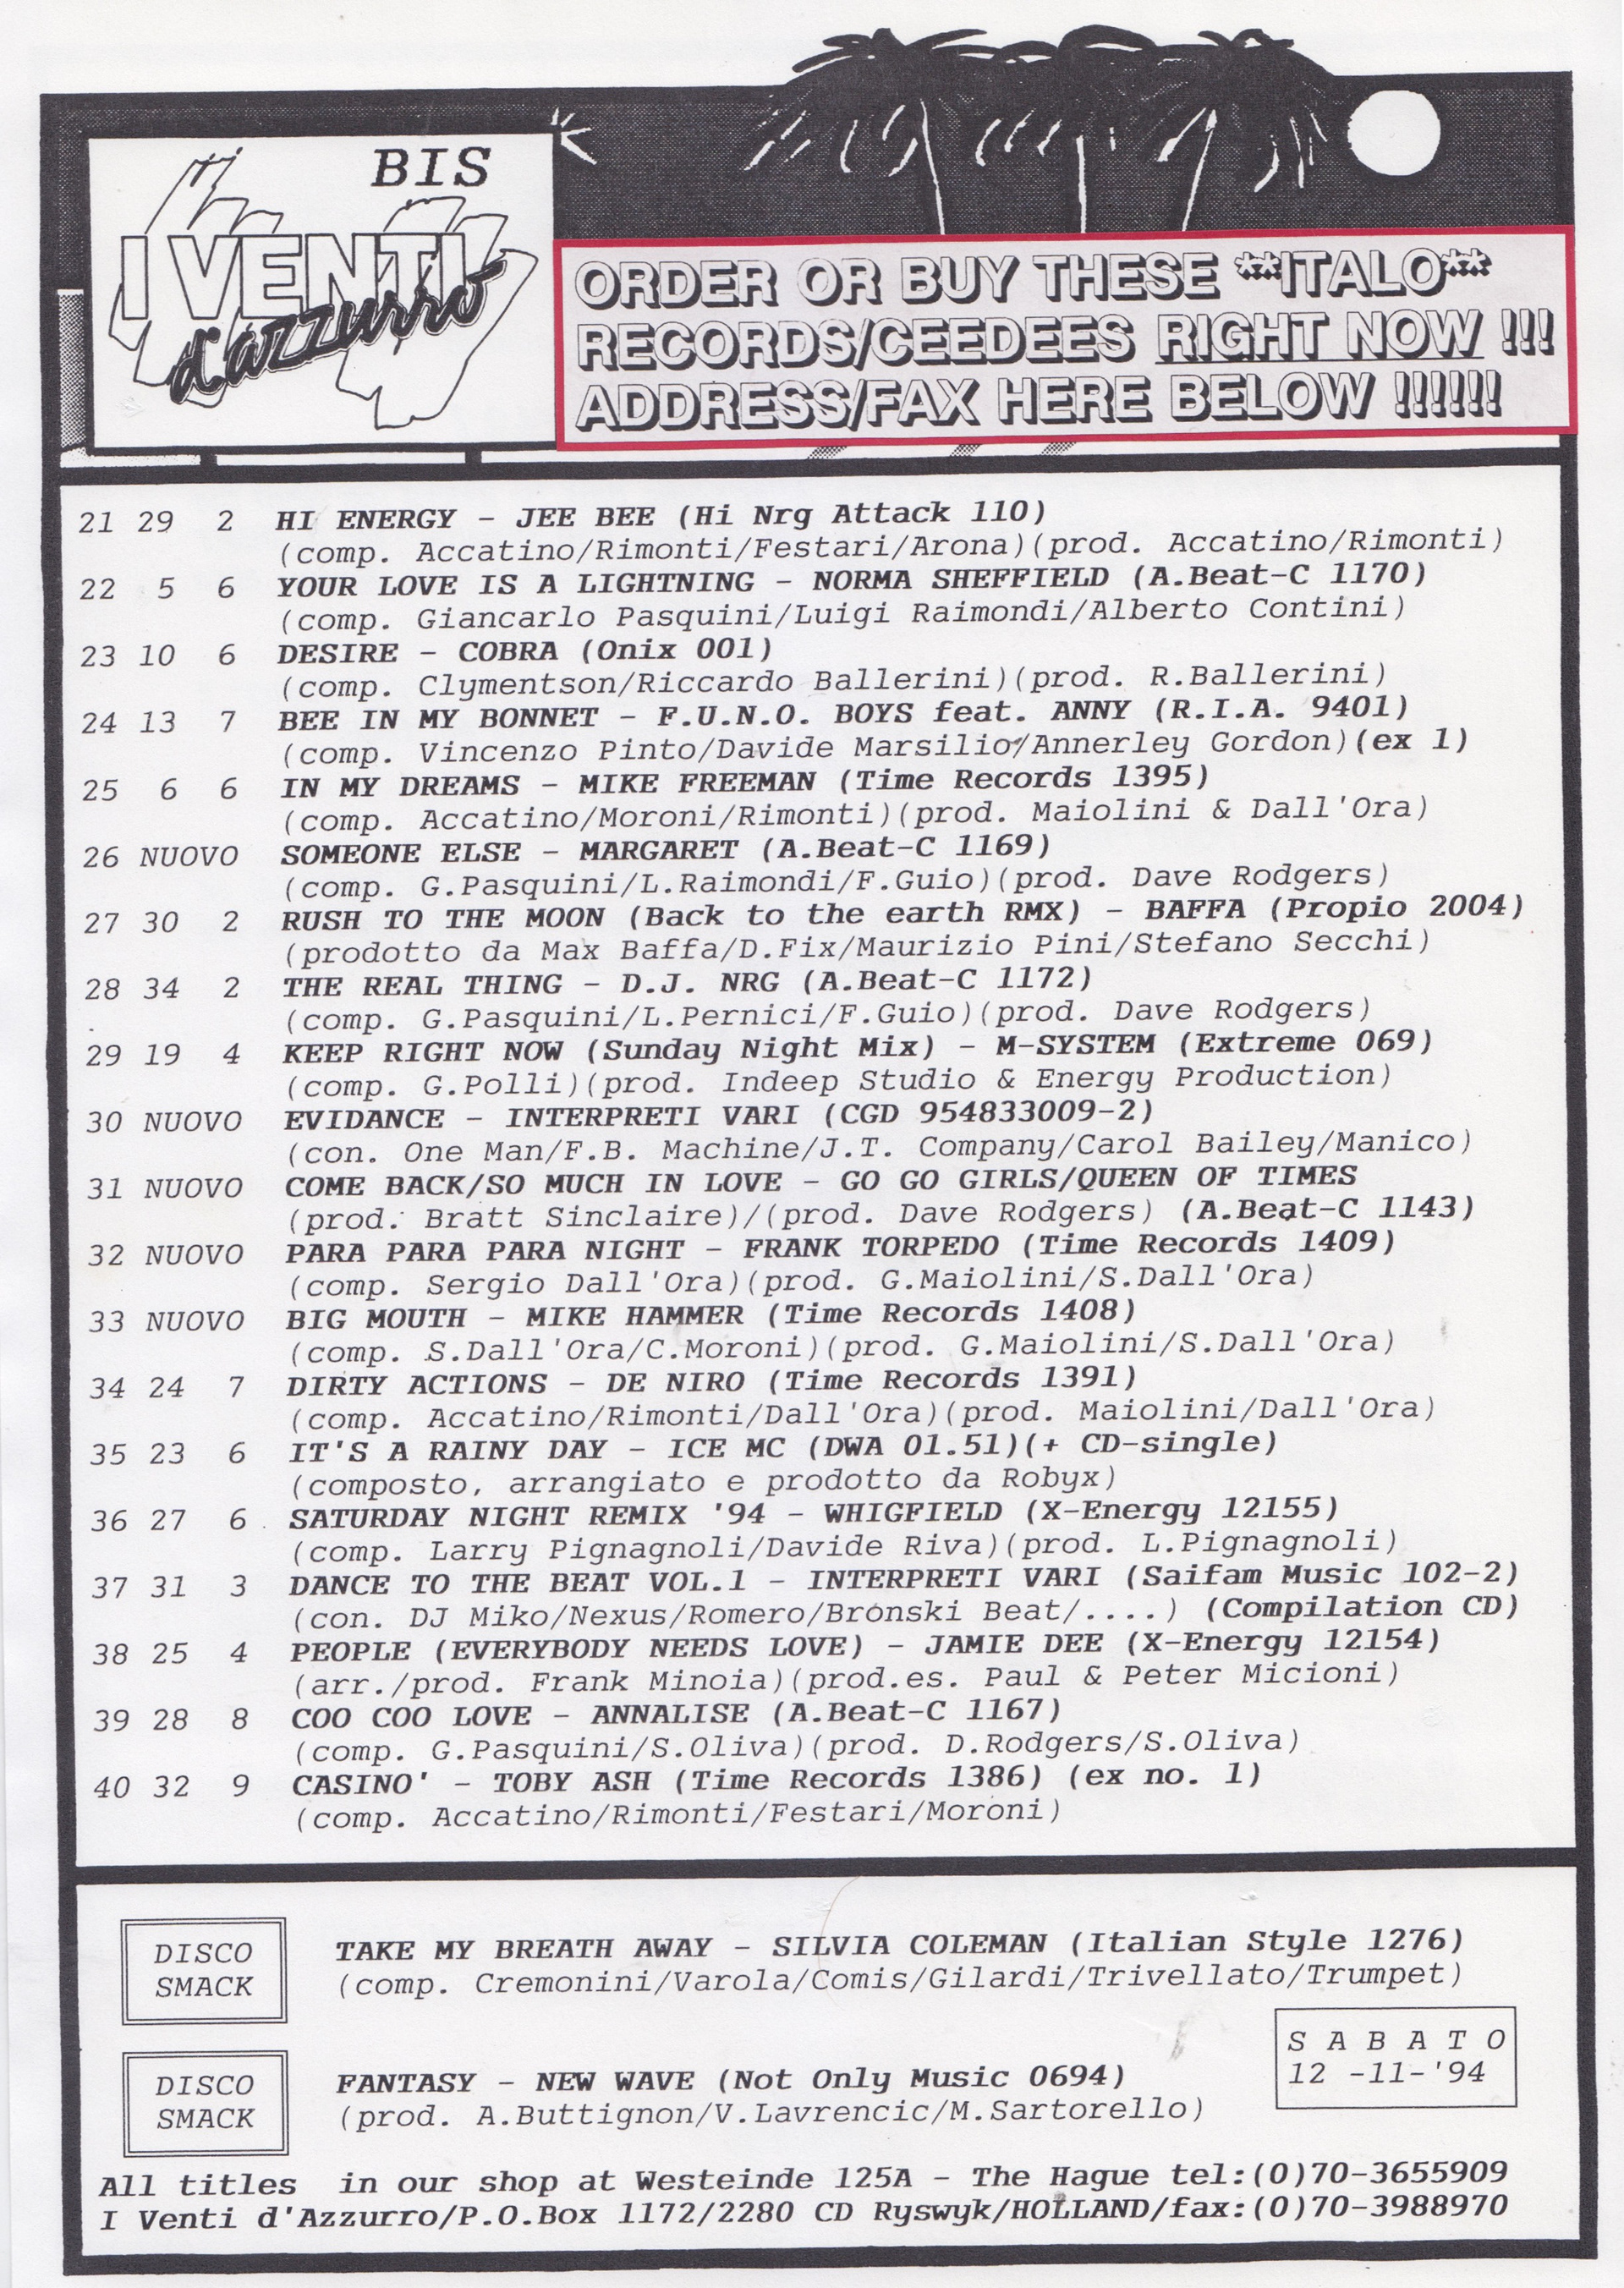 BIS
I VENTI
d'azzurro
ORDER OR BUY THESE **ITALO**
RECORDS/CEEDEES RIGHT NOW !!!
ADDRESS/FAX HERE BELOW !!!!!!
21 29 2 HI ENERGY - JEE BEE (Hi Nrg Attack 110)
(comp. Accatino/Rimonti/Festari/Arona)(prod. Accatino/Rimonti)
22 5 6 YOUR LOVE IS A LIGHTNING - NORMA SHEFFIELD (A.Beat-C 1170)
(comp. Giancarlo Pasquini/Luigi Raimondi/Alberto Contini)
23 10 6 DESIRE - COBRA (Onix 001)
(comp. Clymentson/Riccardo Ballerini)(prod. R.Ballerini)
24 13 7 BEE IN MY BONNET - F.U.N.O. BOYS feat. ANNY (R.I.A. 9401)
(comp. Vincenzo Pinto/Davide Marsilio/Annerley Gordon)(ex 1)
25 6 6 IN MY DREAMS - MIKE FREEMAN (Time Records 1395)
(comp. Accatino/Moroni/Rimonti)(prod. Maiolini & Dall'Ora)
26 NUOVO SOMEONE ELSE - MARGARET (A.Beat-C 1169)
(comp. G.Pasquini/L.Raimondi/F.Guio)(prod. Dave Rodgers)
27 30 2 RUSH TO THE MOON (Back to the earth RMX) - BAFFA (Propio 2004)
(prodotto da Max Baffa/D.Fix/Maurizio Pini/Stefano Secchi)
28 34 2 THE REAL THING - D.J. NRG (A.Beat-C 1172)
(comp. G.Pasquini/L.Pernici/F.Guio)(prod. Dave Rodgers)
29 19 4 KEEP RIGHT NOW (Sunday Night Mix) - M-SYSTEM (Extreme 069)
(comp. G.Polli)(prod. Indeep Studio & Energy Production)
30 NUOVO EVIDANCE - INTERPRETI VARI (CGD 954833009-2)
(con. One Man/F.B. Machine/J.T. Company/Carol Bailey/Manico)
31 NUOVO COME BACK/SO MUCH IN LOVE - GO GO GIRLS/QUEEN OF TIMES
(prod. Bratt Sinclaire)/(prod. Dave Rodgers) (A.Beat-C 1143)
32 NUOVO PARA PARA PARA NIGHT - FRANK TORPEDO (Time Records 1409)
(comp. Sergio Dall'Ora)(prod. G.Maiolini/S.Dall'Ora)
33 NUOVO BIG MOUTH - MIKE HAMMER (Time Records 1408)
(comp. S.Dall'Ora/C.Moroni)(prod. G.Maiolini/S.Dall'Ora)
34 24 7 DIRTY ACTIONS - DE NIRO (Time Records 1391)
(comp. Accatino/Rimonti/Dall'Ora)(prod. Maiolini/Dall'Ora)
35 23 6 IT'S A RAINY DAY - ICE MC (DWA 01.51)(+ CD-single)
(composto, arrangiato e prodotto da Robyx)
36 27 6 SATURDAY NIGHT REMIX '94 - WHIGFIELD (X-Energy 12155)
(comp. Larry Pignagnoli/Davide Riva)(prod. L.Pignagnoli)
37 31 3 DANCE TO THE BEAT VOL.1 - INTERPRETI VARI (Saifam Music 102-2)
(con. DJ Miko/Nexus/Romero/Bronski Beat/....) (Compilation CD)
38 25 4 PEOPLE (EVERYBODY NEEDS LOVE) - JAMIE DEE (X-Energy 12154)
(arr./prod. Frank Minoia)(prod.es. Paul & Peter Micioni)
39 28 8 COO COO LOVE - ANNALISE (A.Beat-C 1167)
(comp. G.Pasquini/S.Oliva)(prod. D.Rodgers/S.Oliva)
40 32 9 CASINO' - TOBY ASH (Time Records 1386) (ex no. 1)
(comp. Accatino/Rimonti/Festari/Moroni)
DISCO
SMACK
TAKE MY BREATH AWAY - SILVIA COLEMAN (Italian Style 1276)
(comp. Cremonini/Varola/Comis/Gilardi/Trivellato/Trumpet)
S A B A T O
12 -11-'94
DISCO
SMACK
FANTASY - NEW WAVE (Not Only Music 0694)
(prod. A.Buttignon/V.Lavrencic/M.Sartorello)
All titles in our shop at Westeinde 125A - The Hague tel:(0)70-3655909
I Venti d'Azzurro/P.O.Box 1172/2280 CD Ryswyk/HOLLAND/fax:(0)70-3988970